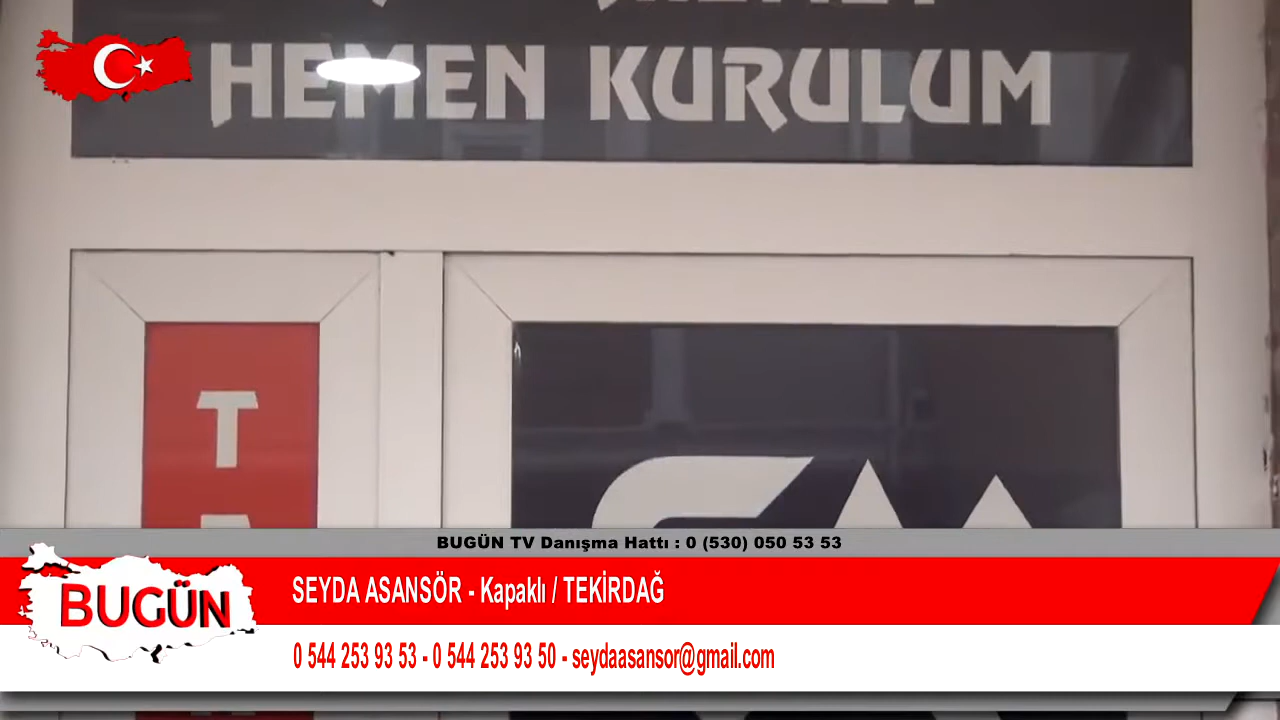 HEMEN KURULUM
T
BUGÜN TV Danışma Hattı : 0 (530) 050 53 53
BUGÜN
SEYDA ASANSÖR - Kapaklı / TEKİRDAĞ
0 544 253 93 53 - 0 544 253 93 50 - seydaasansor@gmail.com